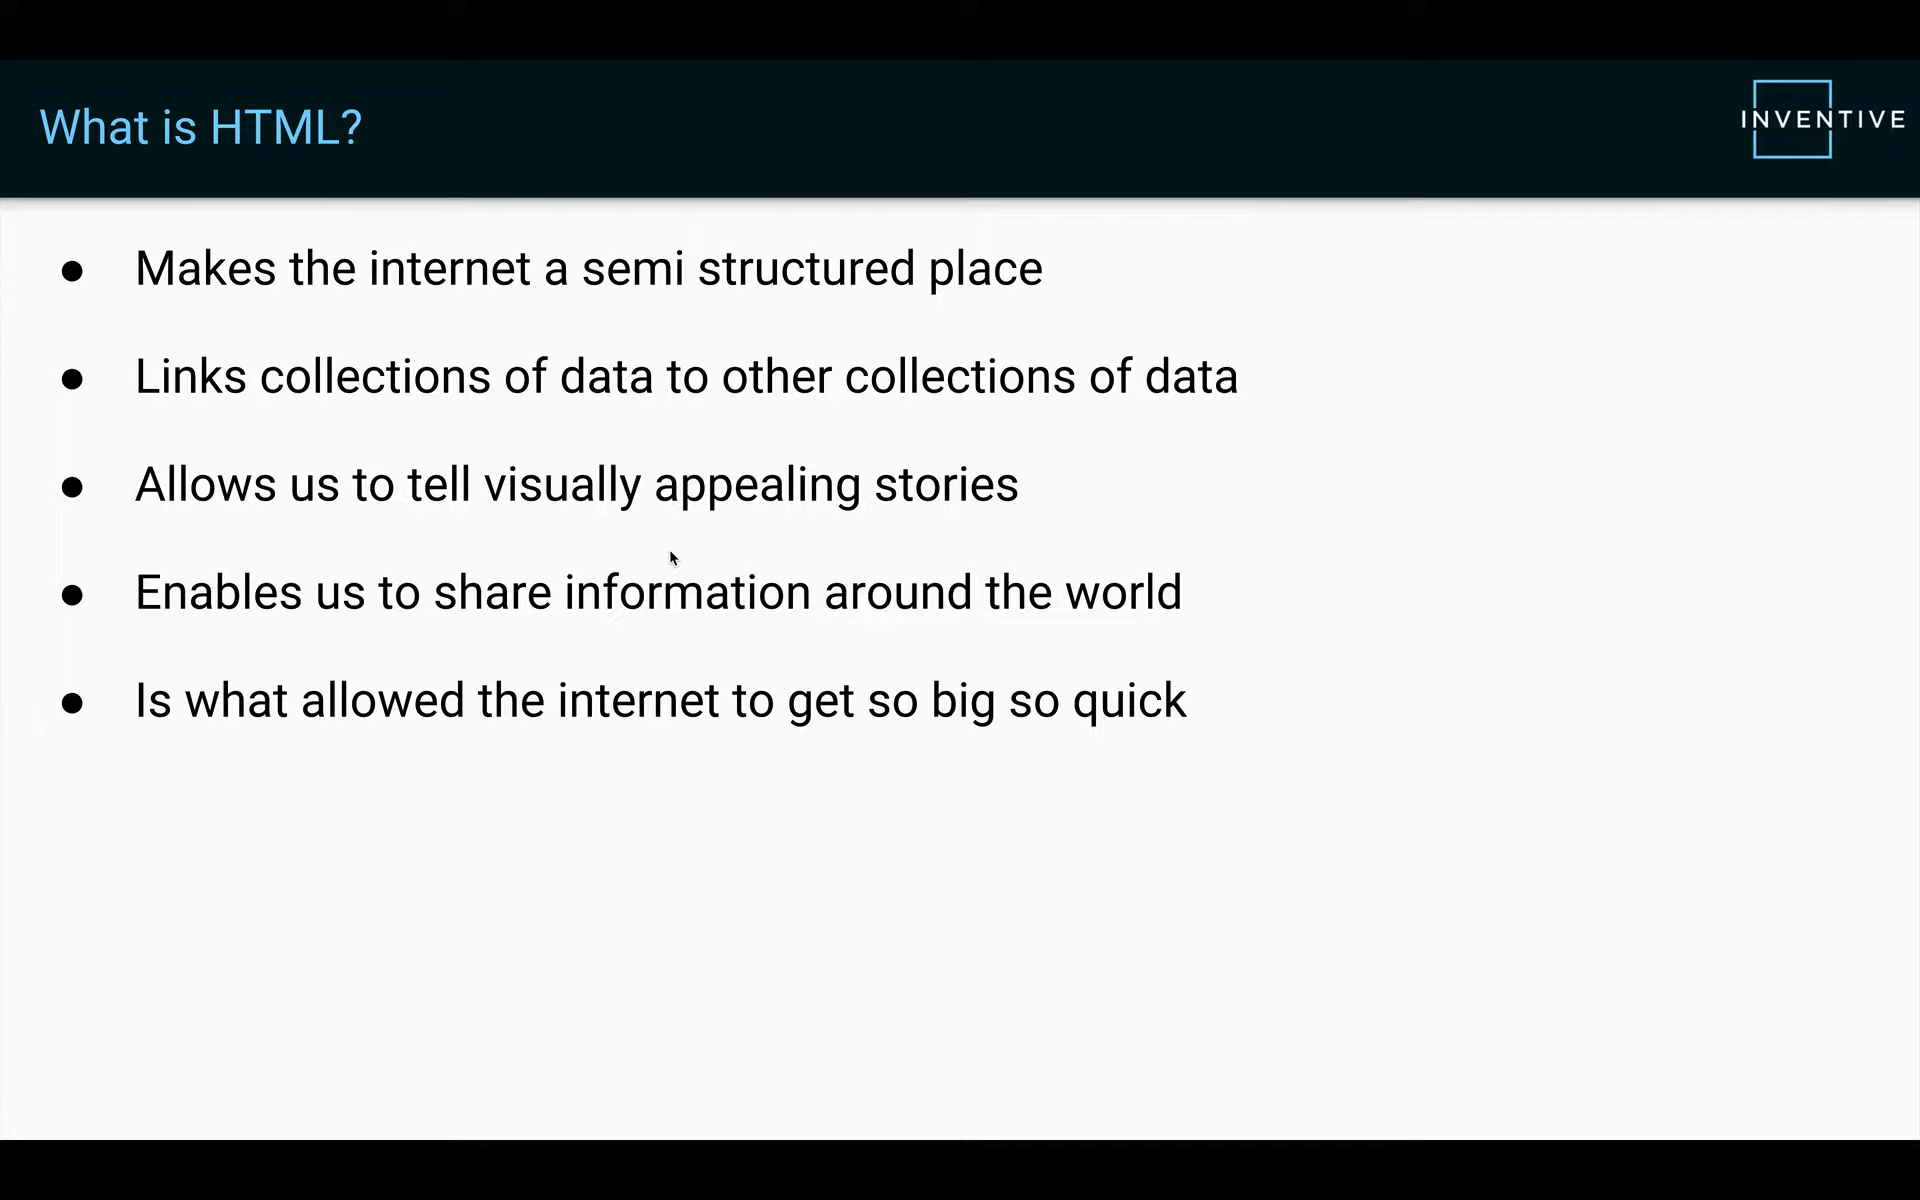 What is HTML?
INVENTIVE
● Makes the internet a semi structured place
● Links collections of data to other collections of data
● Allows us to tell visually appealing stories
● Enables us to share information around the world
● Is what allowed the internet to get so big so quick